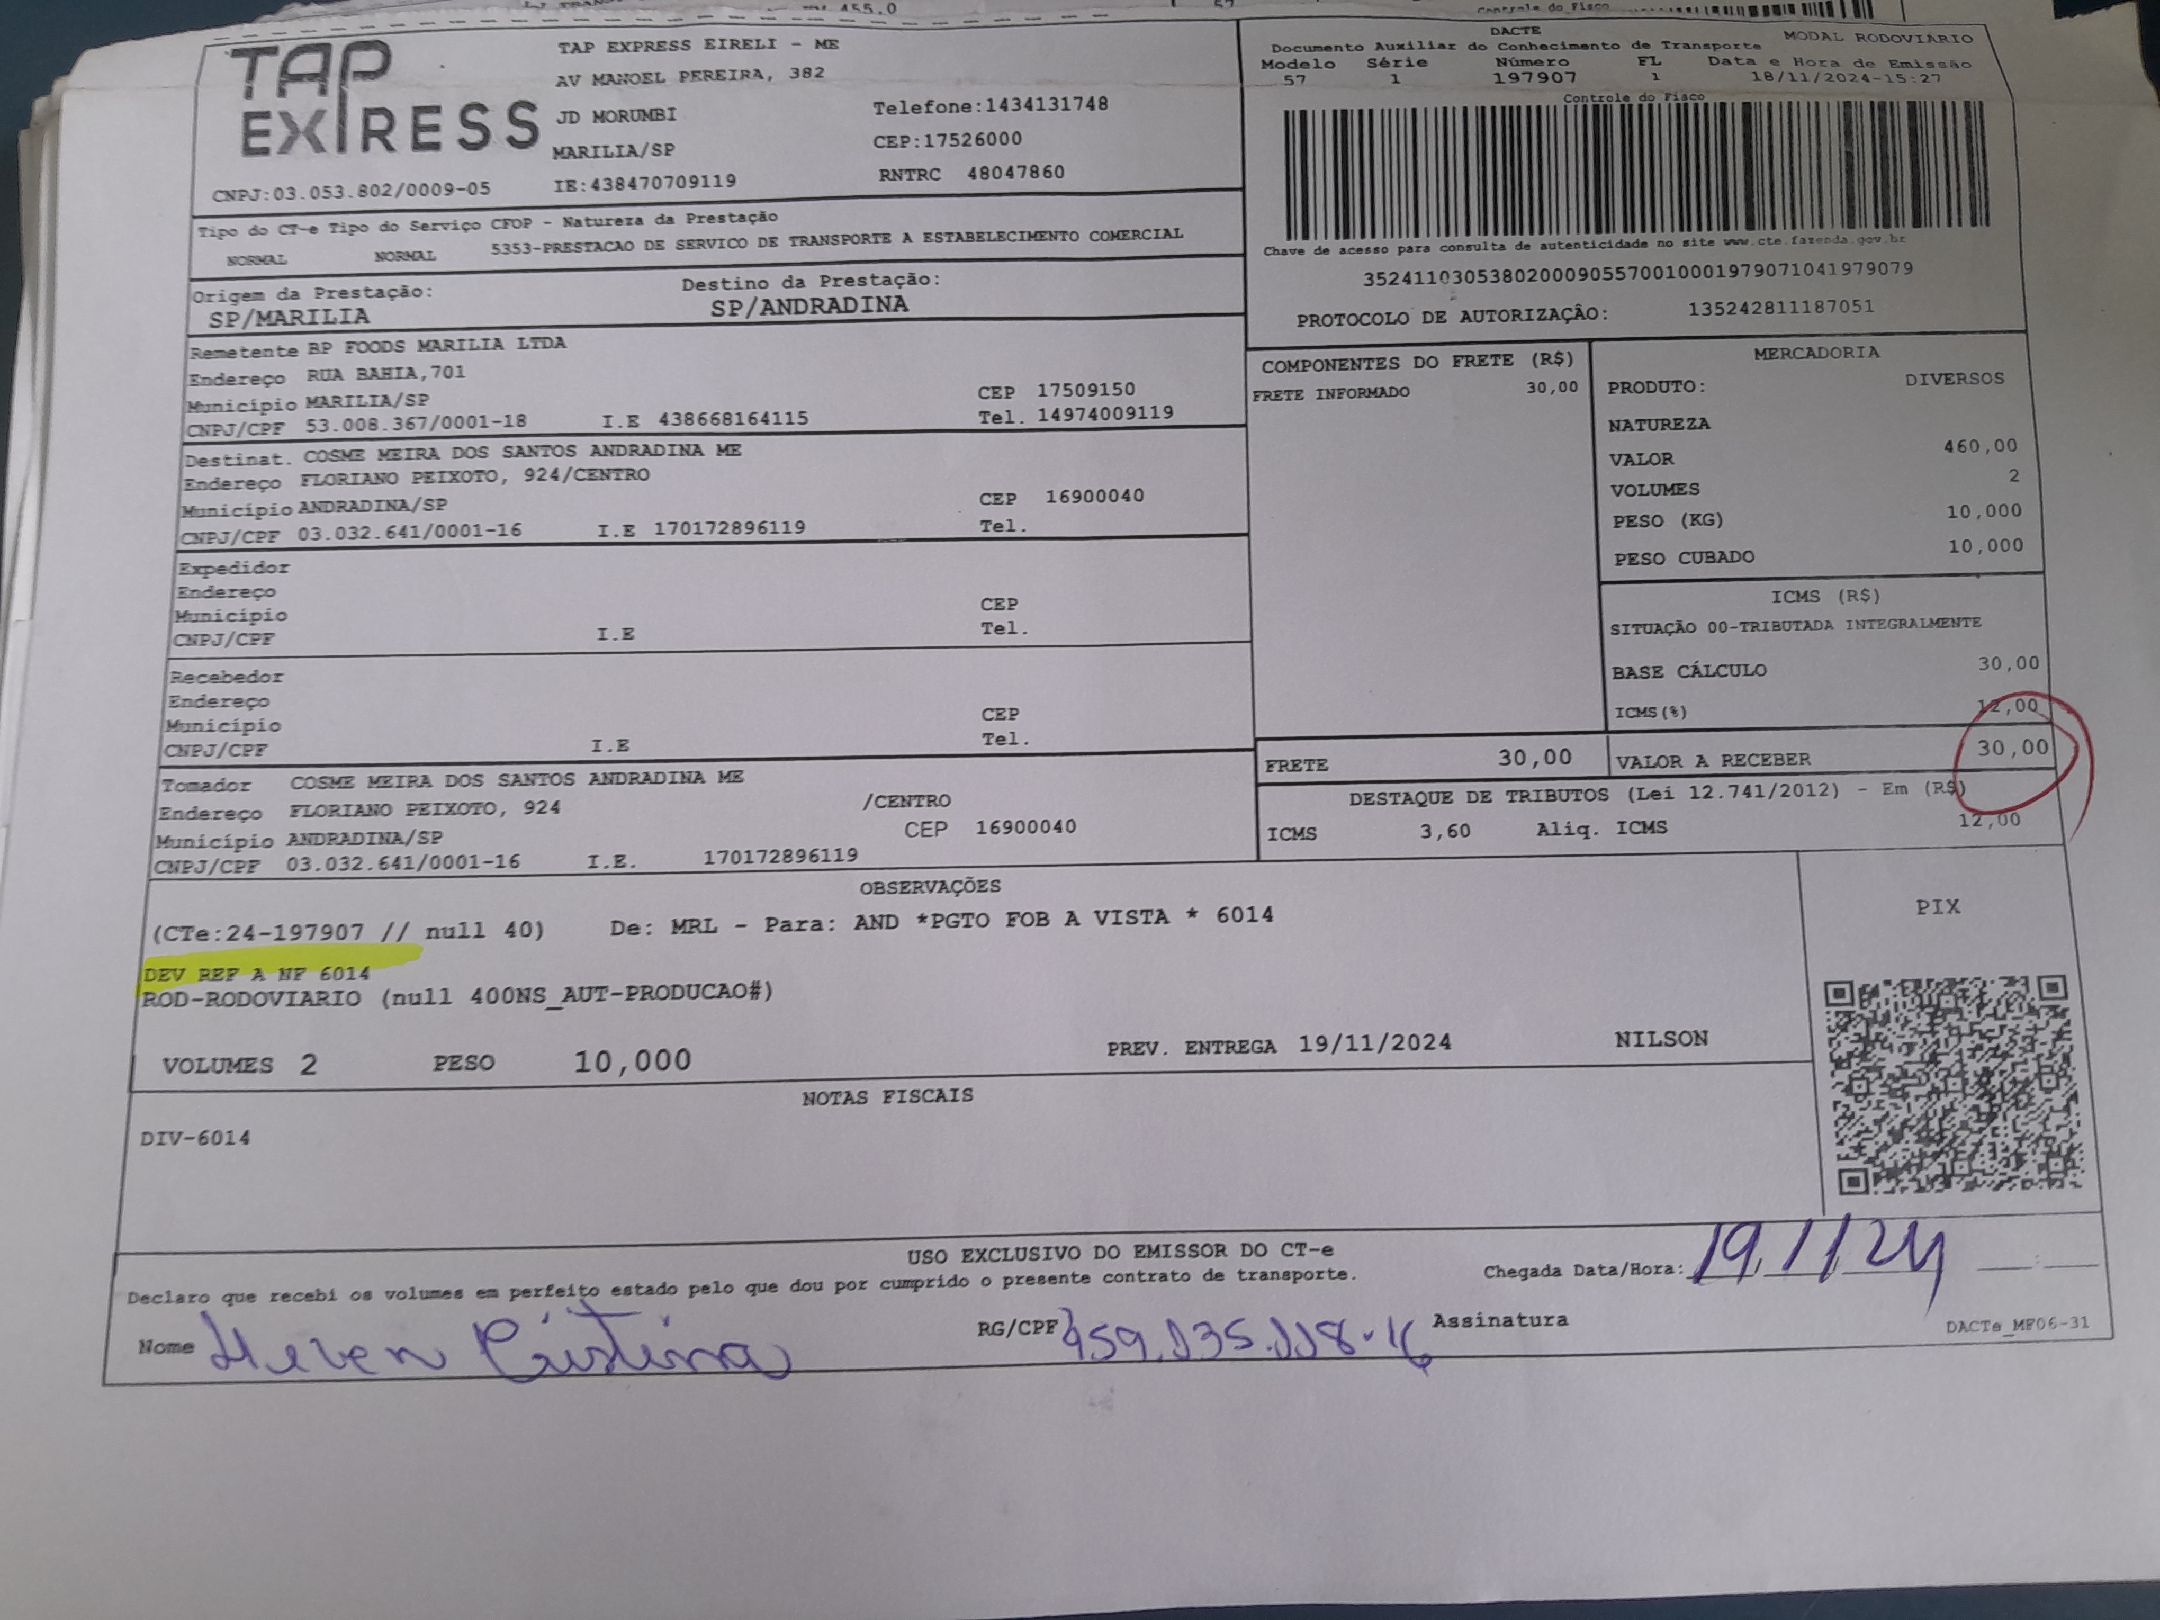 TAP
EXPRESS
TAP EXPRESS EIRELI - ME
AV MANOEL PEREIRA, 382
JD MORUMBI
Telefone:1434131748
MARILIA/SP
CEP:17526000
CNPJ:03.053.802/0009-05
IE:438470709119
RNTRC 48047860
DACTE
MODAL RODOVIÁRIO
Documento Auxiliar do Conhecimento de Transporte
Modelo Série Número FL Data e Hora de Emissão
57 1 197907 1 18/11/2024-15:27
Controle do Fisco
Chave de acesso para consulta de autenticidade no site www.cte.fazenda.gov.br
35241103053802000905570010001979071041979079
PROTOCOLO DE AUTORIZAÇÂO: 135242811187051
Tipo do CT-e Tipo do Serviço CFOP - Natureza da Prestação
NORMAL NORMAL 5353-PRESTACAO DE SERVICO DE TRANSPORTE A ESTABELECIMENTO COMERCIAL
Origem da Prestação: Destino da Prestação:
SP/MARILIA SP/ANDRADINA
Remetente BP FOODS MARILIA LTDA
Endereço RUA BAHIA,701
Município MARILIA/SP CEP 17509150
CNPJ/CPF 53.008.367/0001-18 I.E 438668164115 Tel. 14974009119
Destinat. COSME MEIRA DOS SANTOS ANDRADINA ME
Endereço FLORIANO PEIXOTO, 924/CENTRO
Município ANDRADINA/SP CEP 16900040
CNPJ/CPF 03.032.641/0001-16 I.E 170172896119 Tel.
Expedidor
Endereço
Município CEP
CNPJ/CPF I.E Tel.
Recebedor
Endereço
Município CEP
CNPJ/CPF I.E Tel.
Tomador COSME MEIRA DOS SANTOS ANDRADINA ME
Endereço FLORIANO PEIXOTO, 924 /CENTRO
Município ANDRADINA/SP CEP 16900040
CNPJ/CPF 03.032.641/0001-16 I.E. 170172896119
COMPONENTES DO FRETE (R$)
FRETE INFORMADO 30,00
MERCADORIA
PRODUTO: DIVERSOS
NATUREZA
VALOR 460,00
VOLUMES 2
PESO (KG) 10,000
PESO CUBADO 10,000
ICMS (R$)
SITUAÇÃO 00-TRIBUTADA INTEGRALMENTE
BASE CÁLCULO 30,00
ICMS(%) 12,00
FRETE 30,00 VALOR A RECEBER 30,00
DESTAQUE DE TRIBUTOS (Lei 12.741/2012) - Em (R$)
ICMS 3,60 Aliq. ICMS 12,00
OBSERVAÇÕES
(CTe:24-197907 // null 40) De: MRL - Para: AND *PGTO FOB A VISTA * 6014
DEV REF A NF 6014
ROD-RODOVIARIO (null 400NS_AUT-PRODUCAO#)
VOLUMES 2 PESO 10,000 PREV. ENTREGA 19/11/2024 NILSON
PIX
NOTAS FISCAIS
DIV-6014
USO EXCLUSIVO DO EMISSOR DO CT-e
Declaro que recebi os volumes em perfeito estado pelo que dou por cumprido o presente contrato de transporte.
Chegada Data/Hora: 19/11/24
Nome Heven Cristina RG/CPF Assinatura
DACTe_MF06-31